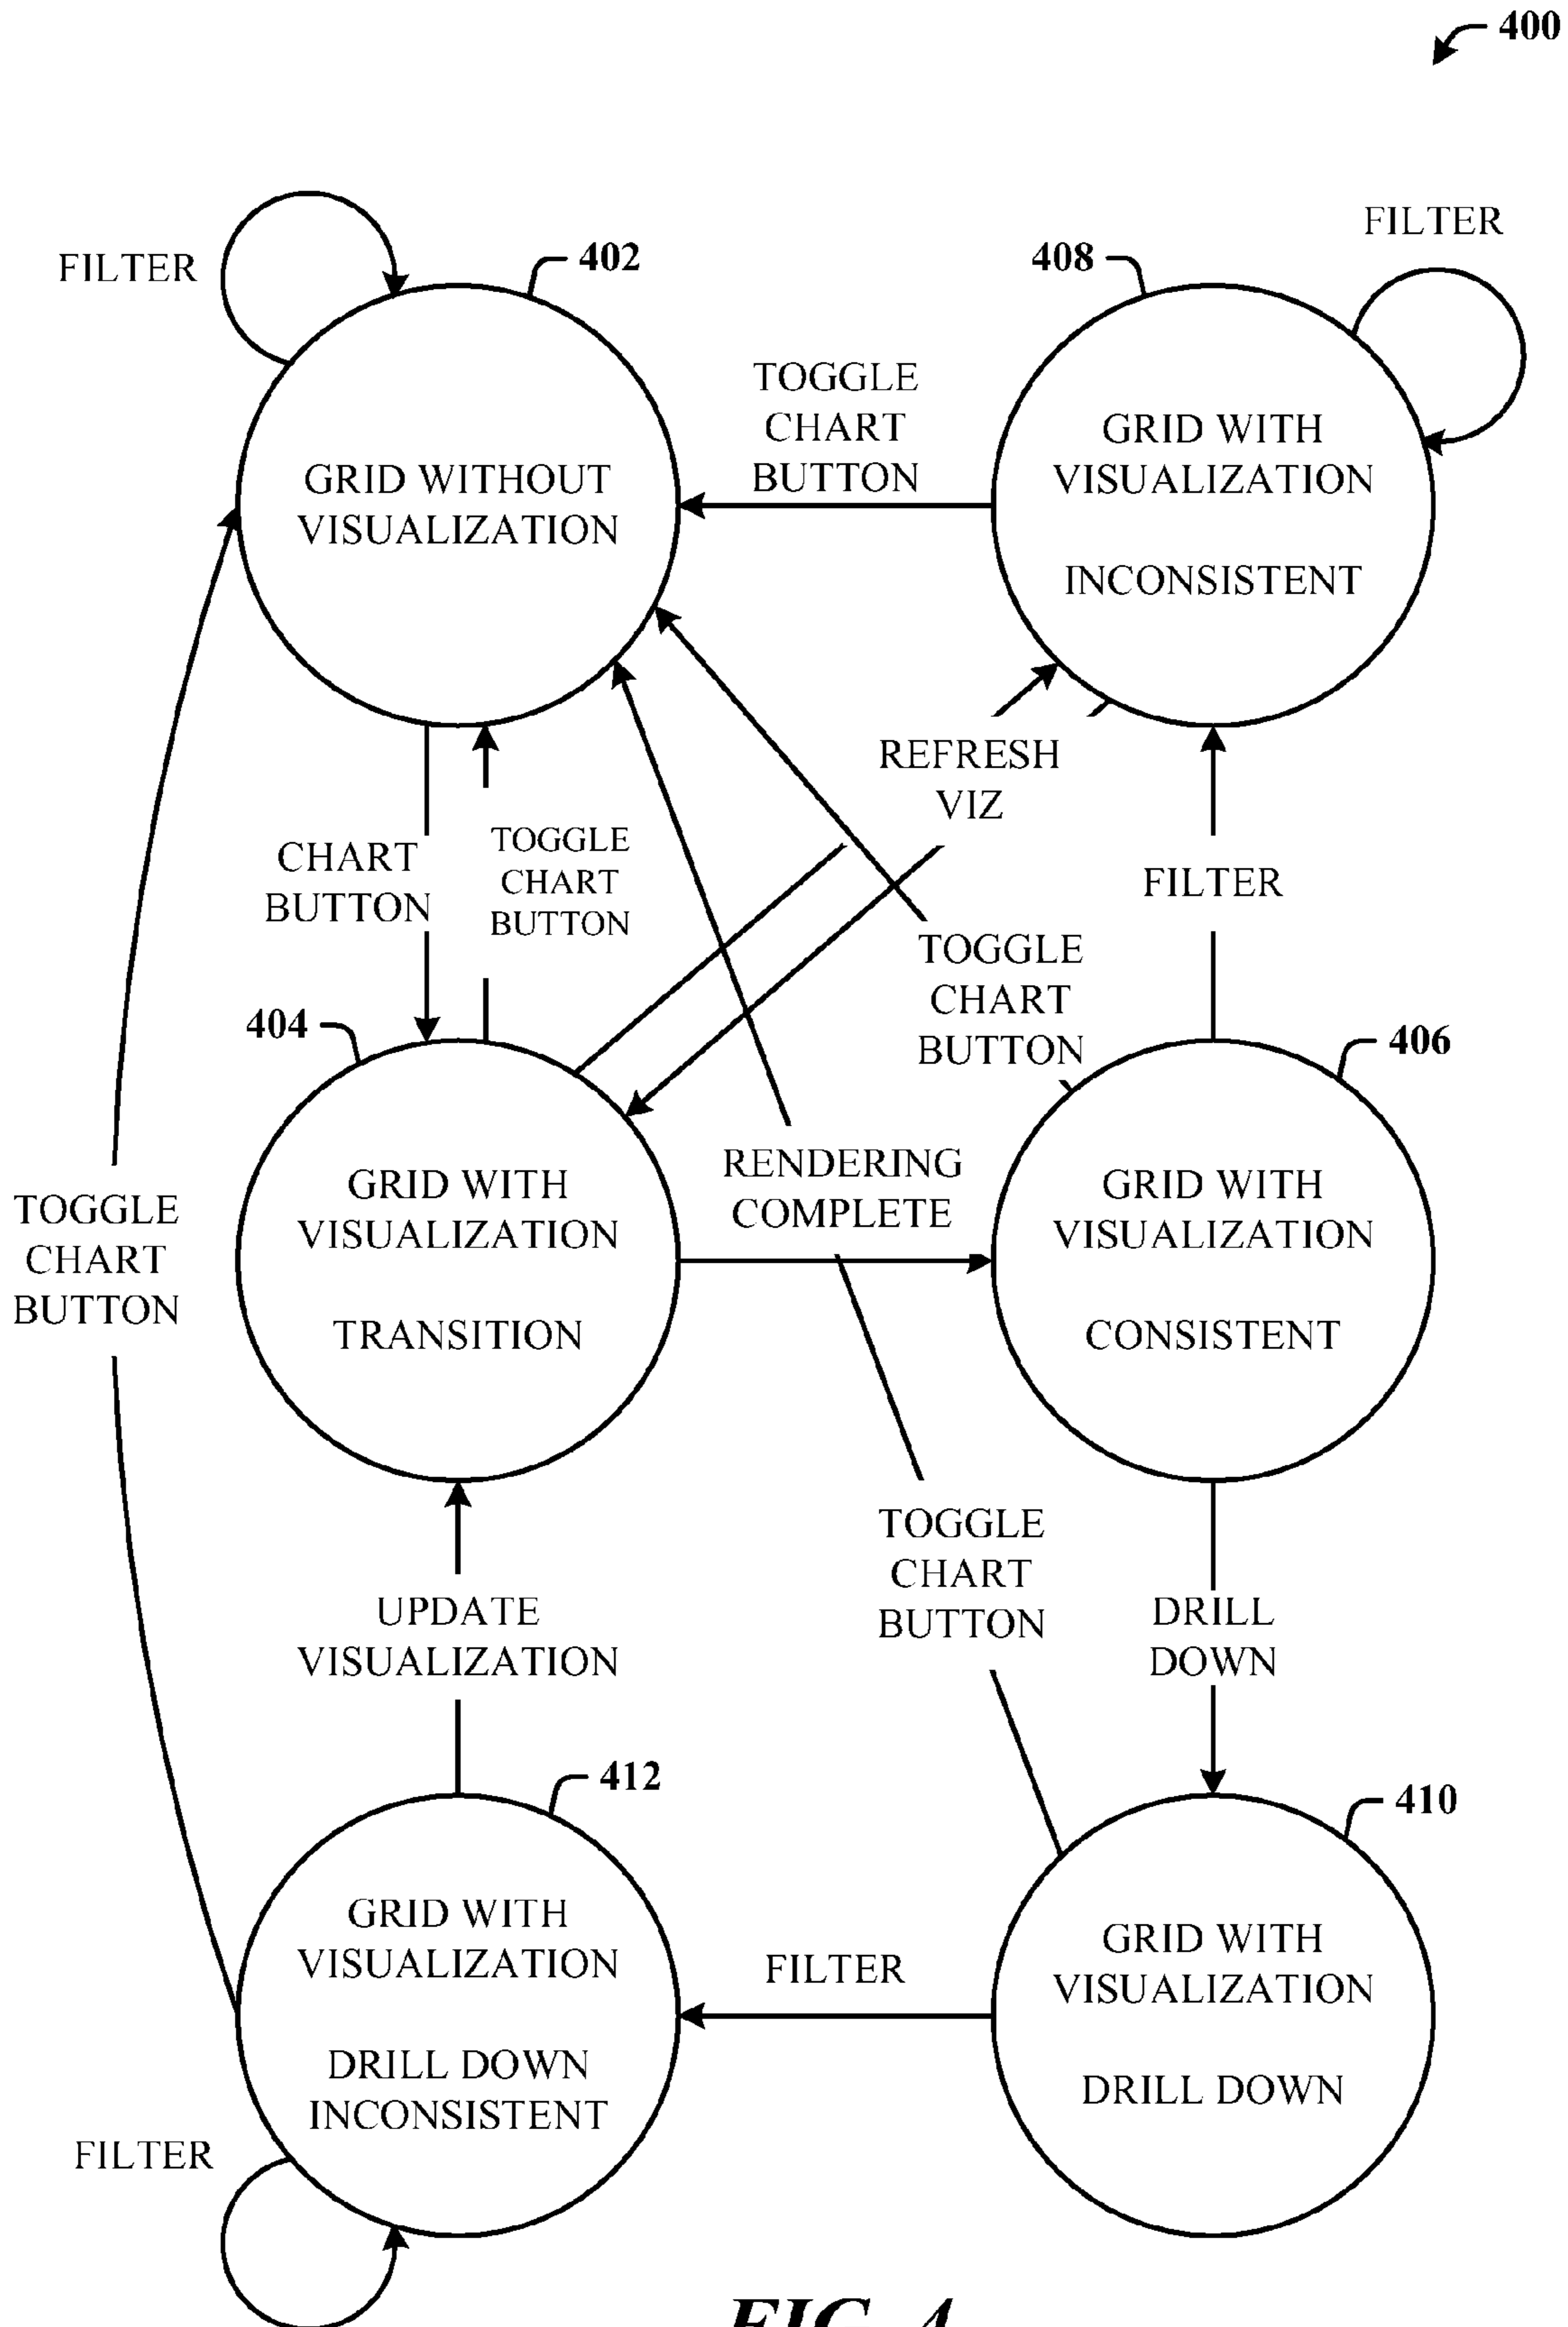 400
FILTER
402
408
FILTER
TOGGLE
CHART
BUTTON
GRID WITHOUT
VISUALIZATION
GRID WITH
VISUALIZATION
INCONSISTENT
REFRESH
VIZ
CHART
BUTTON
TOGGLE
CHART
BUTTON
FILTER
TOGGLE
CHART
BUTTON
404
406
TOGGLE
CHART
BUTTON
GRID WITH
VISUALIZATION
TRANSITION
RENDERING
COMPLETE
GRID WITH
VISUALIZATION
CONSISTENT
UPDATE
VISUALIZATION
TOGGLE
CHART
BUTTON
DRILL
DOWN
412
410
GRID WITH
VISUALIZATION
DRILL DOWN
INCONSISTENT
FILTER
GRID WITH
VISUALIZATION
DRILL DOWN
FILTER
FIG. 4